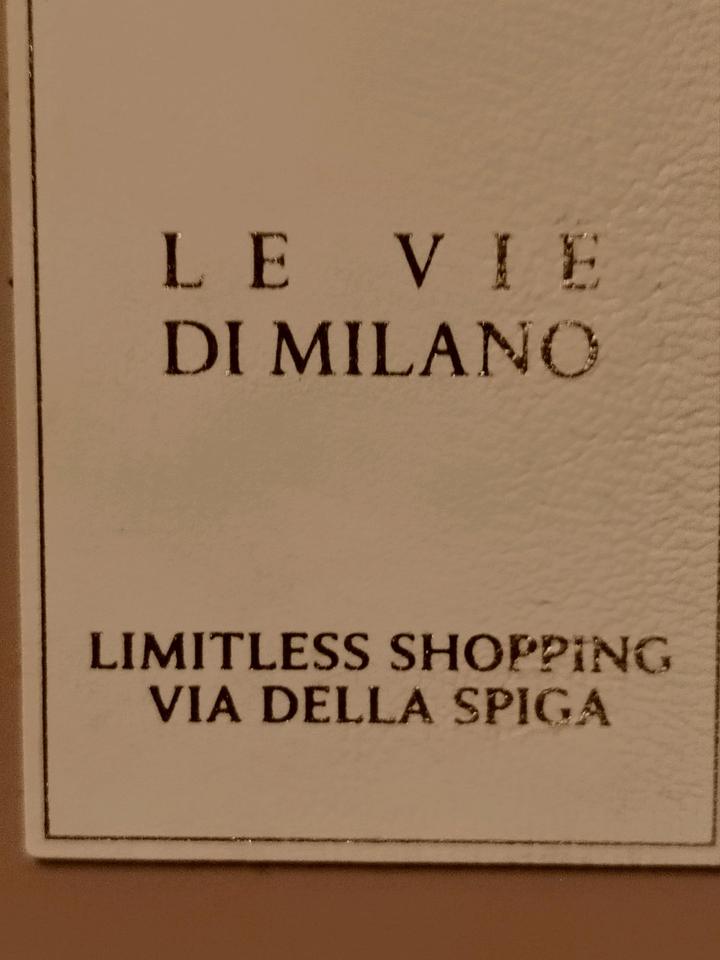 LE VIE
DI MILANO
LIMITLESS SHOPPING
VIA DELLA SPIGA